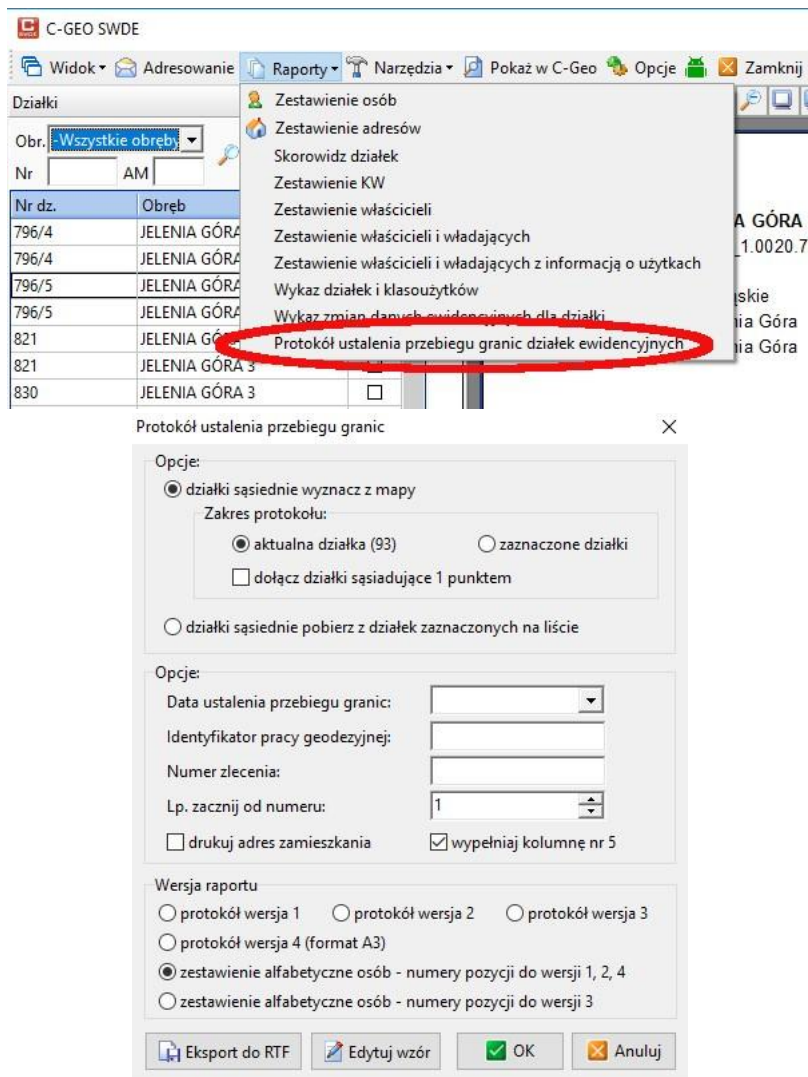 C-GEO SWDE
Widok Adresowanie Raporty Narzędzia Pokaż w C-Geo Opcje Zamknij
Działki
Obr. -Wszystkie obręby
Nr AM
Nr dz. Obręb
796/4 JELENIA GÓRA
796/4 JELENIA GÓRA
796/5 JELENIA GÓRA
796/5 JELENIA GÓRA
821 JELENIA GÓRA
821 JELENIA GÓRA 3
830 JELENIA GÓRA 3
Zestawienie osób
Zestawienie adresów
Skorowidz działek
Zestawienie KW
Zestawienie właścicieli
Zestawienie właścicieli i władających
Zestawienie właścicieli i władających z informacją o użytkach
Wykaz działek i klasoużytków
Wykaz zmian danych ewidencyjnych dla działki
Protokół ustalenia przebiegu granic działek ewidencyjnych
A GÓRA
_1.0020.7
skie
ia Góra
ia Góra
Protokół ustalenia przebiegu granic
Opcje:
działki sąsiednie wyznacz z mapy
Zakres protokołu:
aktualna działka (93) zaznaczone działki
dołącz działki sąsiadujące 1 punktem
działki sąsiednie pobierz z działek zaznaczonych na liście
Opcje:
Data ustalenia przebiegu granic:
Identyfikator pracy geodezyjnej:
Numer zlecenia:
Lp. zacznij od numeru: 1
drukuj adres zamieszkania wypełniaj kolumnę nr 5
Wersja raportu
protokół wersja 1 protokół wersja 2 protokół wersja 3
protokół wersja 4 (format A3)
zestawienie alfabetyczne osób - numery pozycji do wersji 1, 2, 4
zestawienie alfabetyczne osób - numery pozycji do wersji 3
Eksport do RTF Edytuj wzór OK Anuluj